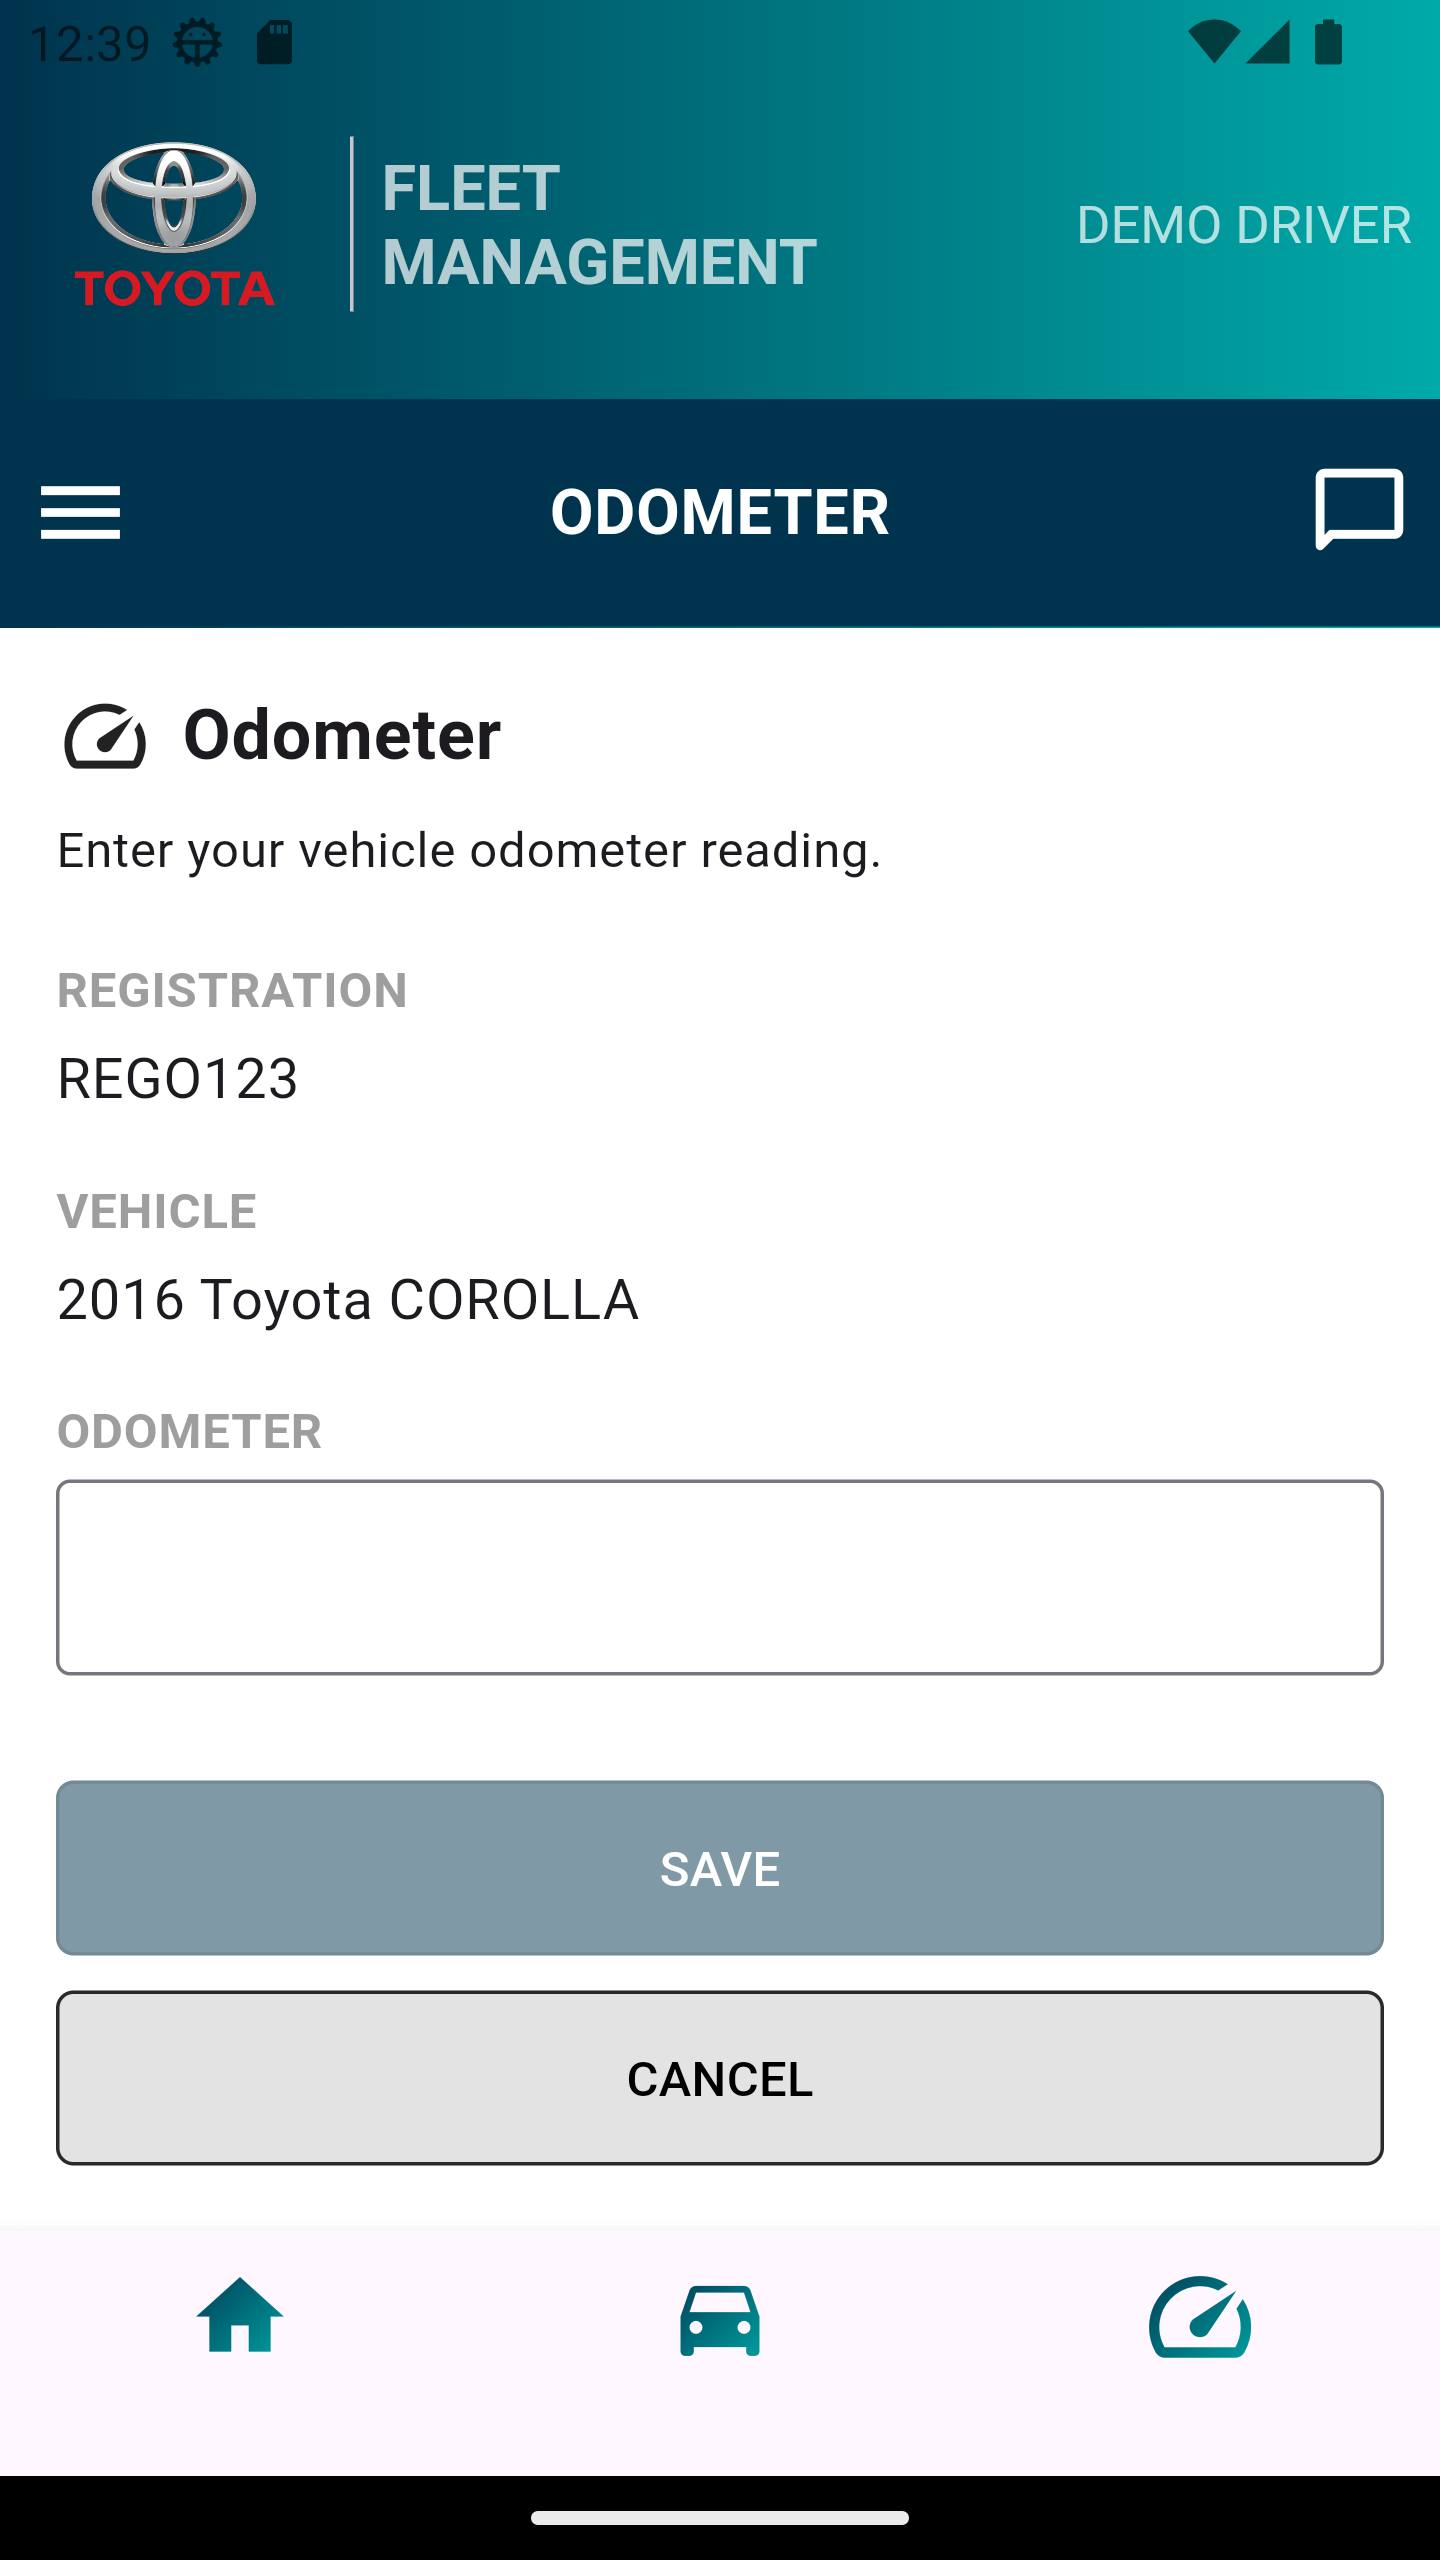 12:39
TOYOTA
FLEET
MANAGEMENT
DEMO DRIVER
ODOMETER
Odometer
Enter your vehicle odometer reading.
REGISTRATION
REGO123
VEHICLE
2016 Toyota COROLLA
ODOMETER
SAVE
CANCEL